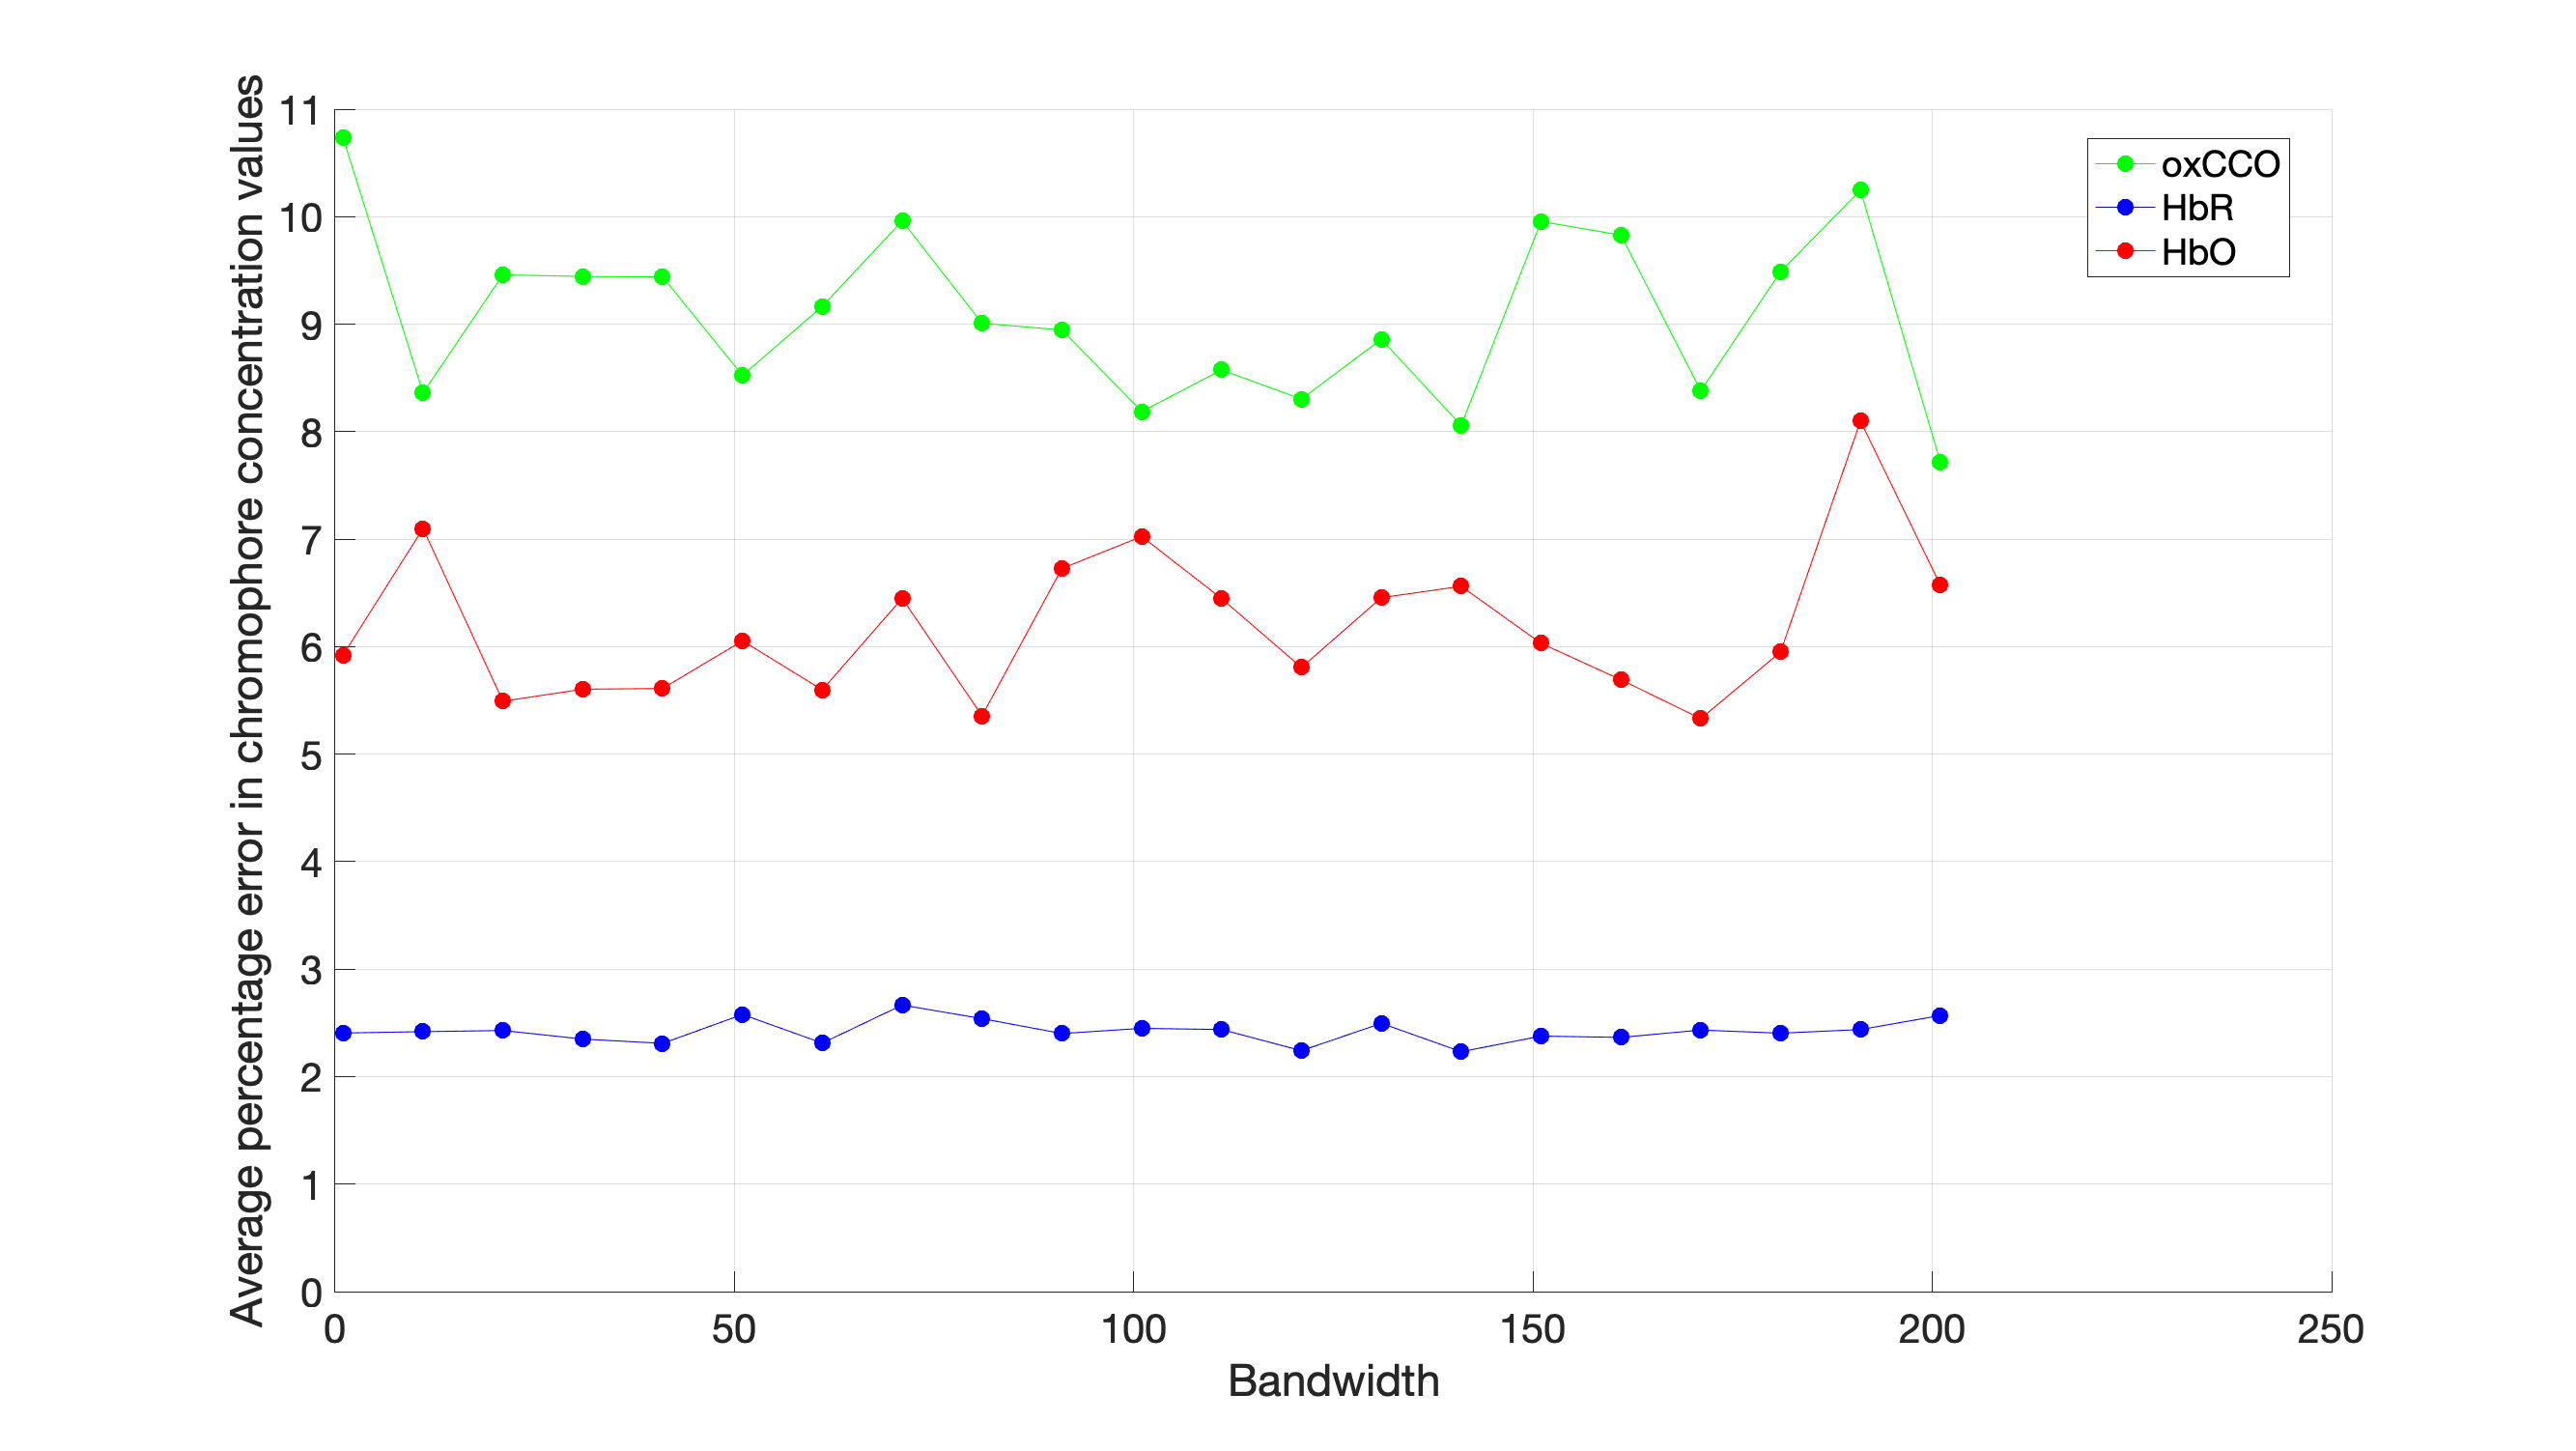 Average percentage error in chromophore concentration values
11
10
9
8
7
6
5
4
3
2
1
0
0 50 100 150 200 250
Bandwidth
oxCCO
HbR
HbO